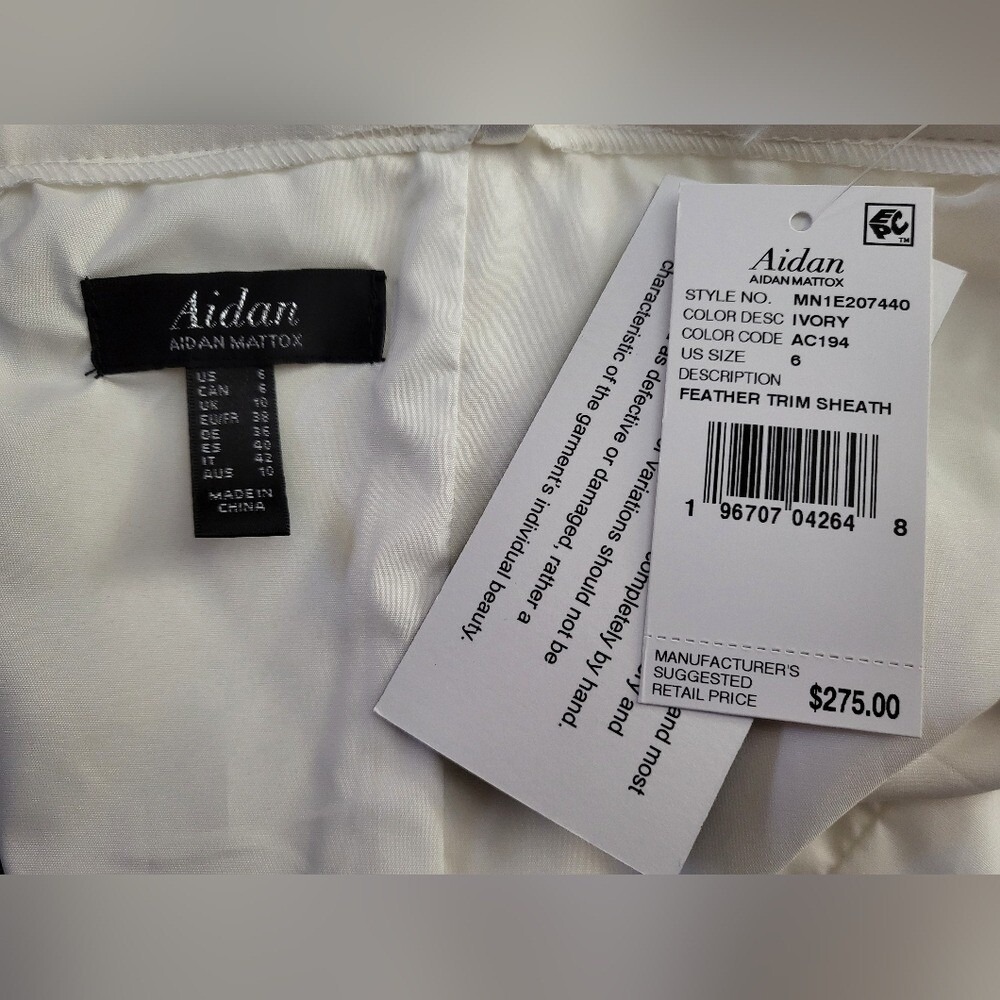 Aidan
AIDAN MATTOX
US 6
CAN 6
UK 10
EU/FR 38
DE 36
ES 40
IT 42
AUS 10
MADE IN
CHINA
EPC
TM
Aidan
AIDAN MATTOX
STYLE NO. MN1E207440
COLOR DESC IVORY
COLOR CODE AC194
US SIZE 6
DESCRIPTION
FEATHER TRIM SHEATH
1 96707 04264 8
MANUFACTURER'S
SUGGESTED
RETAIL PRICE $275.00
and most
completely by hand.
and
variations should not be
as defective or damaged, rather a
characteristic of the garment's individual beauty.